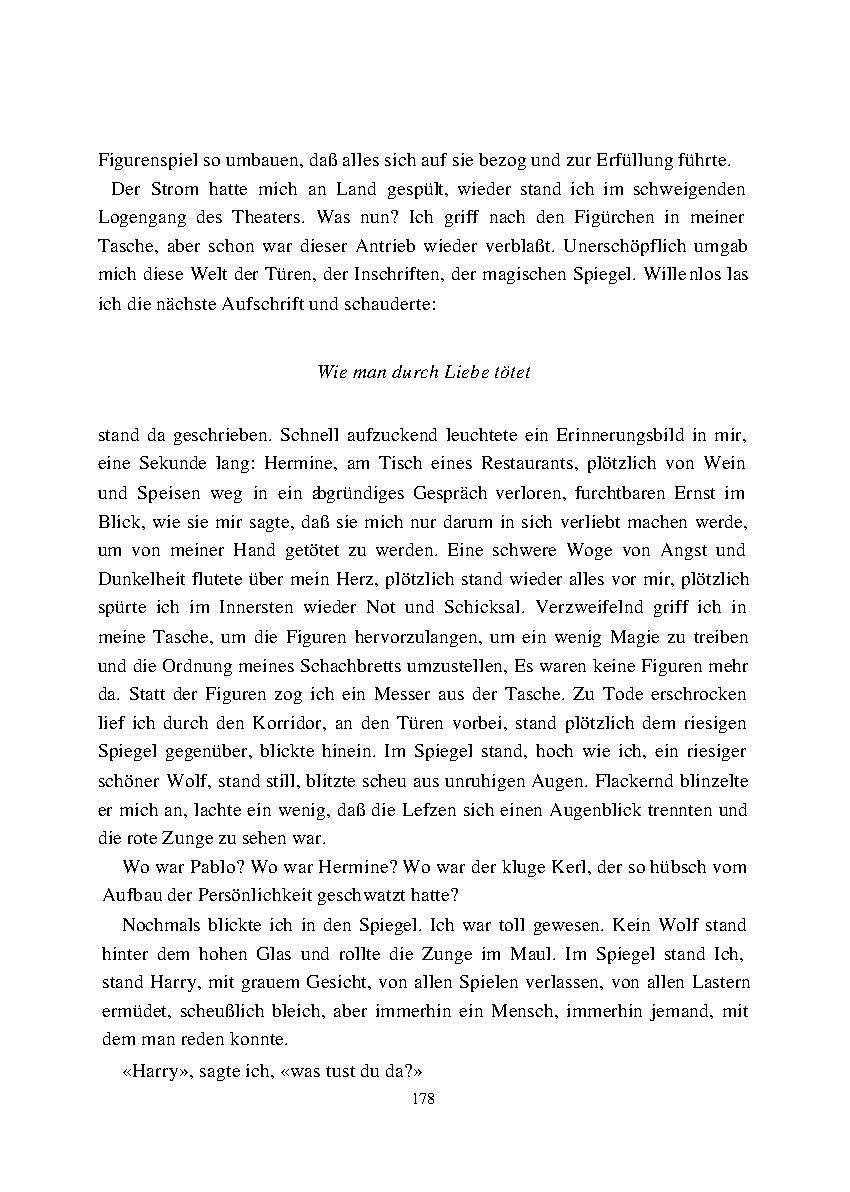 Figurenspiel so umbauen, daß alles sich auf sie bezog und zur Erfüllung führte.
Der Strom hatte mich an Land gespült, wieder stand ich im schweigenden
Logengang des Theaters. Was nun? Ich griff nach den Figürchen in meiner
Tasche, aber schon war dieser Antrieb wieder verblaßt. Unerschöpflich umgab
mich diese Welt der Türen, der Inschriften, der magischen Spiegel. Willenlos las
ich die nächste Aufschrift und schauderte:
Wie man durch Liebe tötet
stand da geschrieben. Schnell aufzuckend leuchtete ein Erinnerungsbild in mir,
eine Sekunde lang: Hermine, am Tisch eines Restaurants, plötzlich von Wein
und Speisen weg in ein abgründiges Gespräch verloren, furchtbaren Ernst im
Blick, wie sie mir sagte, daß sie mich nur darum in sich verliebt machen werde,
um von meiner Hand getötet zu werden. Eine schwere Woge von Angst und
Dunkelheit flutete über mein Herz, plötzlich stand wieder alles vor mir, plötzlich
spürte ich im Innersten wieder Not und Schicksal. Verzweifelnd griff ich in
meine Tasche, um die Figuren hervorzulangen, um ein wenig Magie zu treiben
und die Ordnung meines Schachbretts umzustellen, Es waren keine Figuren mehr
da. Statt der Figuren zog ich ein Messer aus der Tasche. Zu Tode erschrocken
lief ich durch den Korridor, an den Türen vorbei, stand plötzlich dem riesigen
Spiegel gegenüber, blickte hinein. Im Spiegel stand, hoch wie ich, ein riesiger
schöner Wolf, stand still, blitzte scheu aus unruhigen Augen. Flackernd blinzelte
er mich an, lachte ein wenig, daß die Lefzen sich einen Augenblick trennten und
die rote Zunge zu sehen war.
Wo war Pablo? Wo war Hermine? Wo war der kluge Kerl, der so hübsch vom
Aufbau der Persönlichkeit geschwatzt hatte?
Nochmals blickte ich in den Spiegel. Ich war toll gewesen. Kein Wolf stand
hinter dem hohen Glas und rollte die Zunge im Maul. Im Spiegel stand Ich,
stand Harry, mit grauem Gesicht, von allen Spielen verlassen, von allen Lastern
ermüdet, scheußlich bleich, aber immerhin ein Mensch, immerhin jemand, mit
dem man reden konnte.
«Harry», sagte ich, «was tust du da?»
178